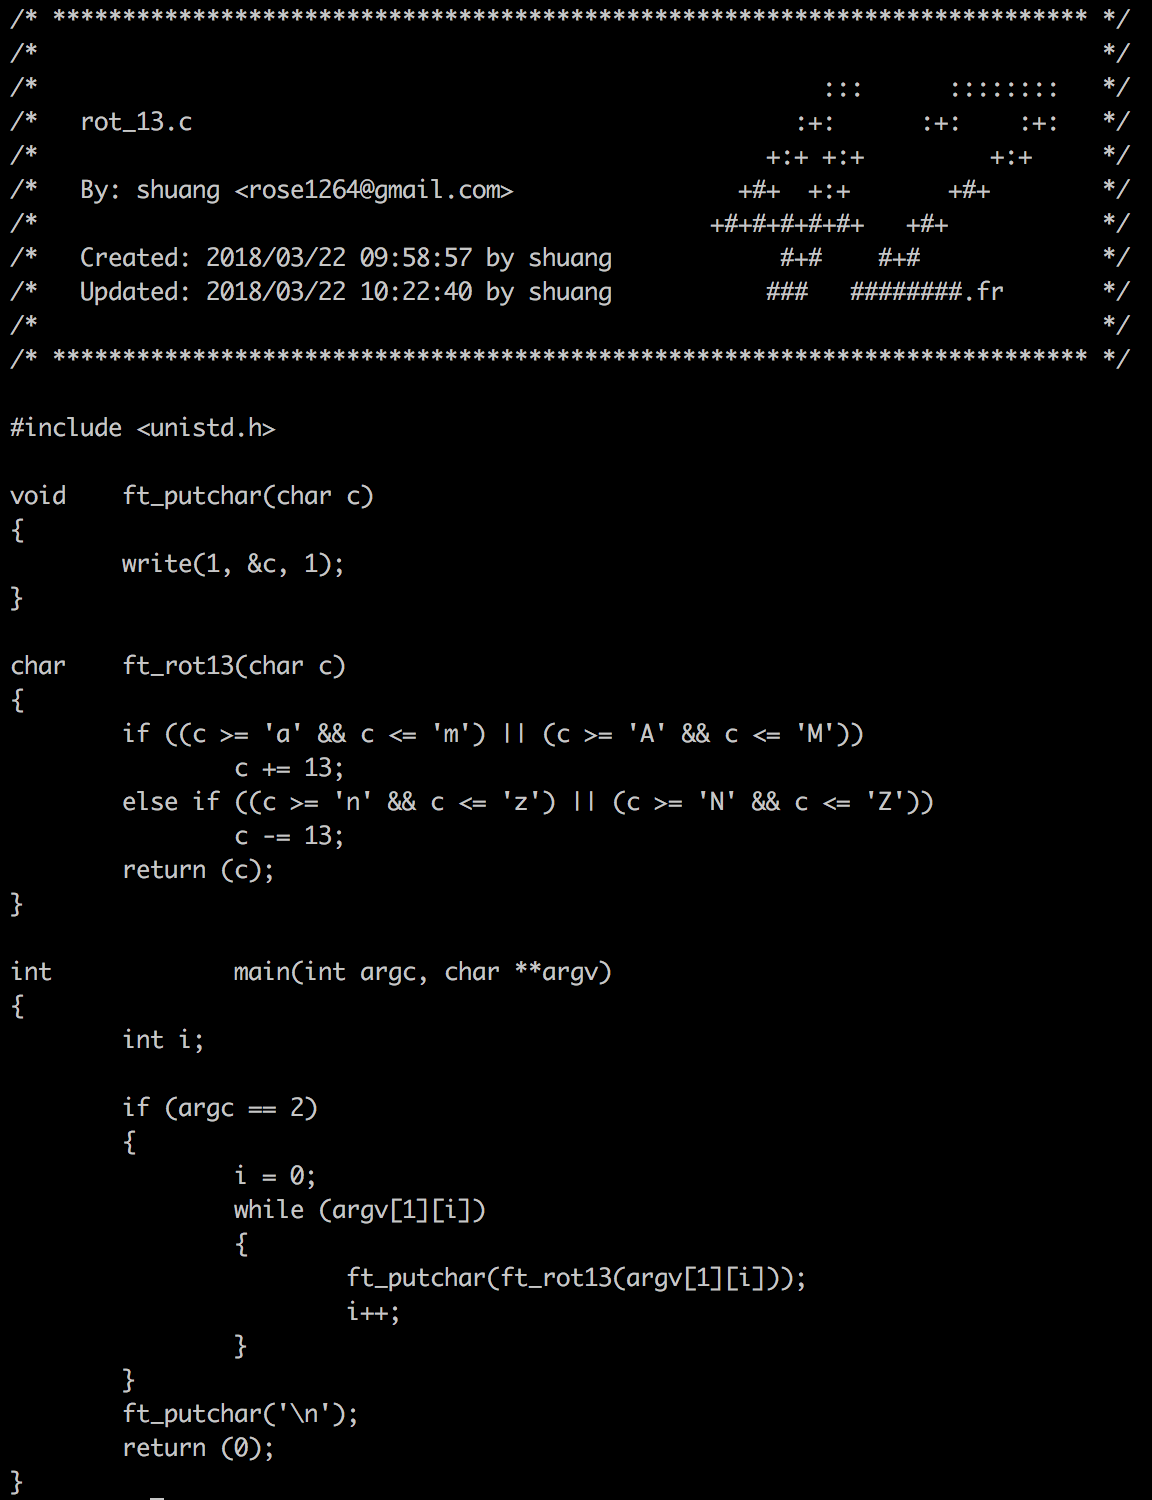 /* ************************************************************************** */
/*                                                                            */
/*                                                        :::      ::::::::   */
/*   rot_13.c                                           :+:      :+:    :+:   */
/*                                                    +:+ +:+         +:+     */
/*   By: shuang <rose1264@gmail.com>                +#+  +:+       +#+        */
/*                                                +#+#+#+#+#+   +#+           */
/*   Created: 2018/03/22 09:58:57 by shuang            #+#    #+#             */
/*   Updated: 2018/03/22 10:22:40 by shuang           ###   ########.fr       */
/*                                                                            */
/* ************************************************************************** */

#include <unistd.h>

void    ft_putchar(char c)
{
        write(1, &c, 1);
}

char    ft_rot13(char c)
{
        if ((c >= 'a' && c <= 'm') || (c >= 'A' && c <= 'M'))
                c += 13;
        else if ((c >= 'n' && c <= 'z') || (c >= 'N' && c <= 'Z'))
                c -= 13;
        return (c);
}

int             main(int argc, char **argv)
{
        int i;

        if (argc == 2)
        {
                i = 0;
                while (argv[1][i])
                {
                        ft_putchar(ft_rot13(argv[1][i]));
                        i++;
                }
        }
        ft_putchar('\n');
        return (0);
}